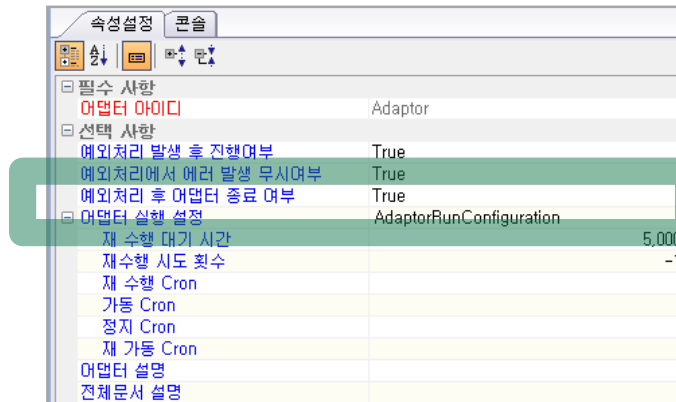 속성설정 콘솔
필수 사항
어댑터 아이디 Adaptor
선택 사항
예외처리 발생 후 진행여부 True
예외처리에서 에러 발생 무시여부 True
예외처리 후 어댑터 종료 여부 True
어댑터 실행 설정 AdaptorRunConfiguration
재 수행 대기 시간 5,000
재수행 시도 횟수
재 수행 Cron
가동 Cron
정지 Cron
재 가동 Cron
어댑터 설명
전체문서 설명